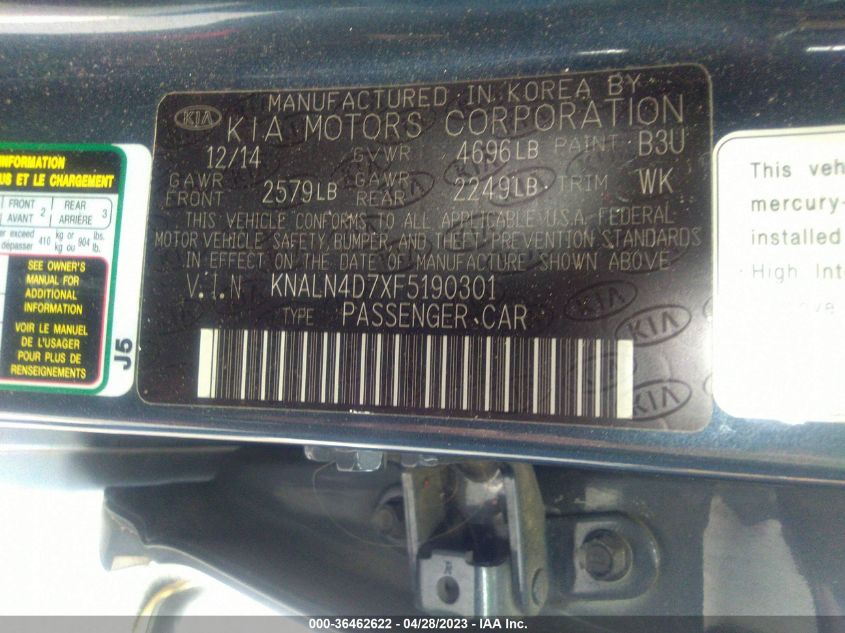 MANUFACTURED IN KOREA BY
KIA KIA MOTORS CORPORATION
12/14 GVWR 4696LB PAINT B3U
GAWR FRONT 2579LB GAWR REAR 2249LB TRIM WK
THIS VEHICLE CONFORMS TO ALL APPLICABLE U.S.A. FEDERAL
MOTOR VEHICLE SAFETY, BUMPER, AND THEFT PREVENTION STANDARDS
IN EFFECT ON THE DATE OF MANUFACTURE SHOWN ABOVE.
V.I.N KNALN4D7XF5190301
TYPE PASSENGER CAR
INFORMATION
US ET LE CHARGEMENT
FRONT AVANT 2 REAR ARRIÈRE 3
er exceed
dépasser 410 kg or kg ou 904 lbs. lb.
SEE OWNER'S
MANUAL FOR
ADDITIONAL
INFORMATION
VOIR LE MANUEL
DE L'USAGER
POUR PLUS DE
RENSEIGNEMENTS
J5
This veh
mercury-
installed
High Int
000-36462622 / 04/28/2023 - IAA Inc.